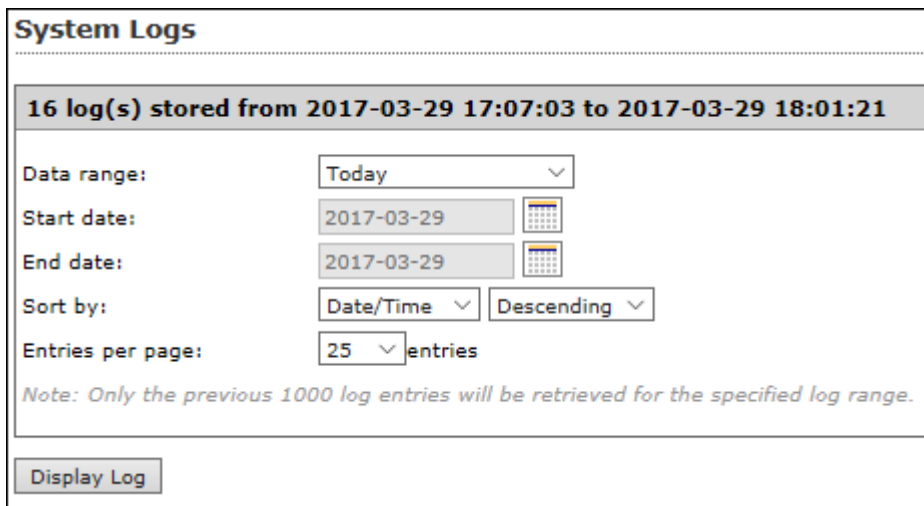 System Logs
16 log(s) stored from 2017-03-29 17:07:03 to 2017-03-29 18:01:21
Data range: Today
Start date: 2017-03-29
End date: 2017-03-29
Sort by: Date/Time Descending
Entries per page: 25 entries
Note: Only the previous 1000 log entries will be retrieved for the specified log range.
Display Log